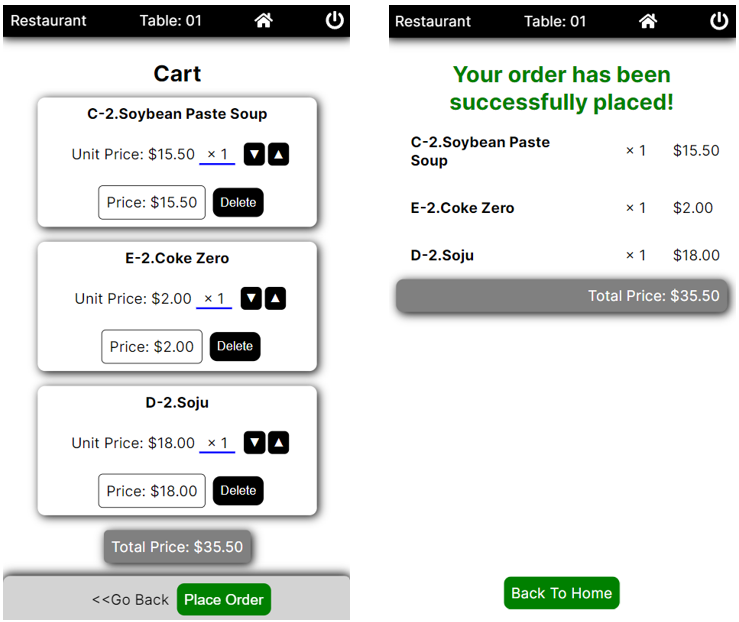 Restaurant Table: 01
Cart
C-2.Soybean Paste Soup
Unit Price: $15.50 × 1 ▼ ▲
Price: $15.50 Delete
E-2.Coke Zero
Unit Price: $2.00 × 1 ▼ ▲
Price: $2.00 Delete
D-2.Soju
Unit Price: $18.00 × 1 ▼ ▲
Price: $18.00 Delete
Total Price: $35.50
<<Go Back Place Order
Restaurant Table: 01
Your order has been
successfully placed!
C-2.Soybean Paste
Soup × 1 $15.50
E-2.Coke Zero × 1 $2.00
D-2.Soju × 1 $18.00
Total Price: $35.50
Back To Home